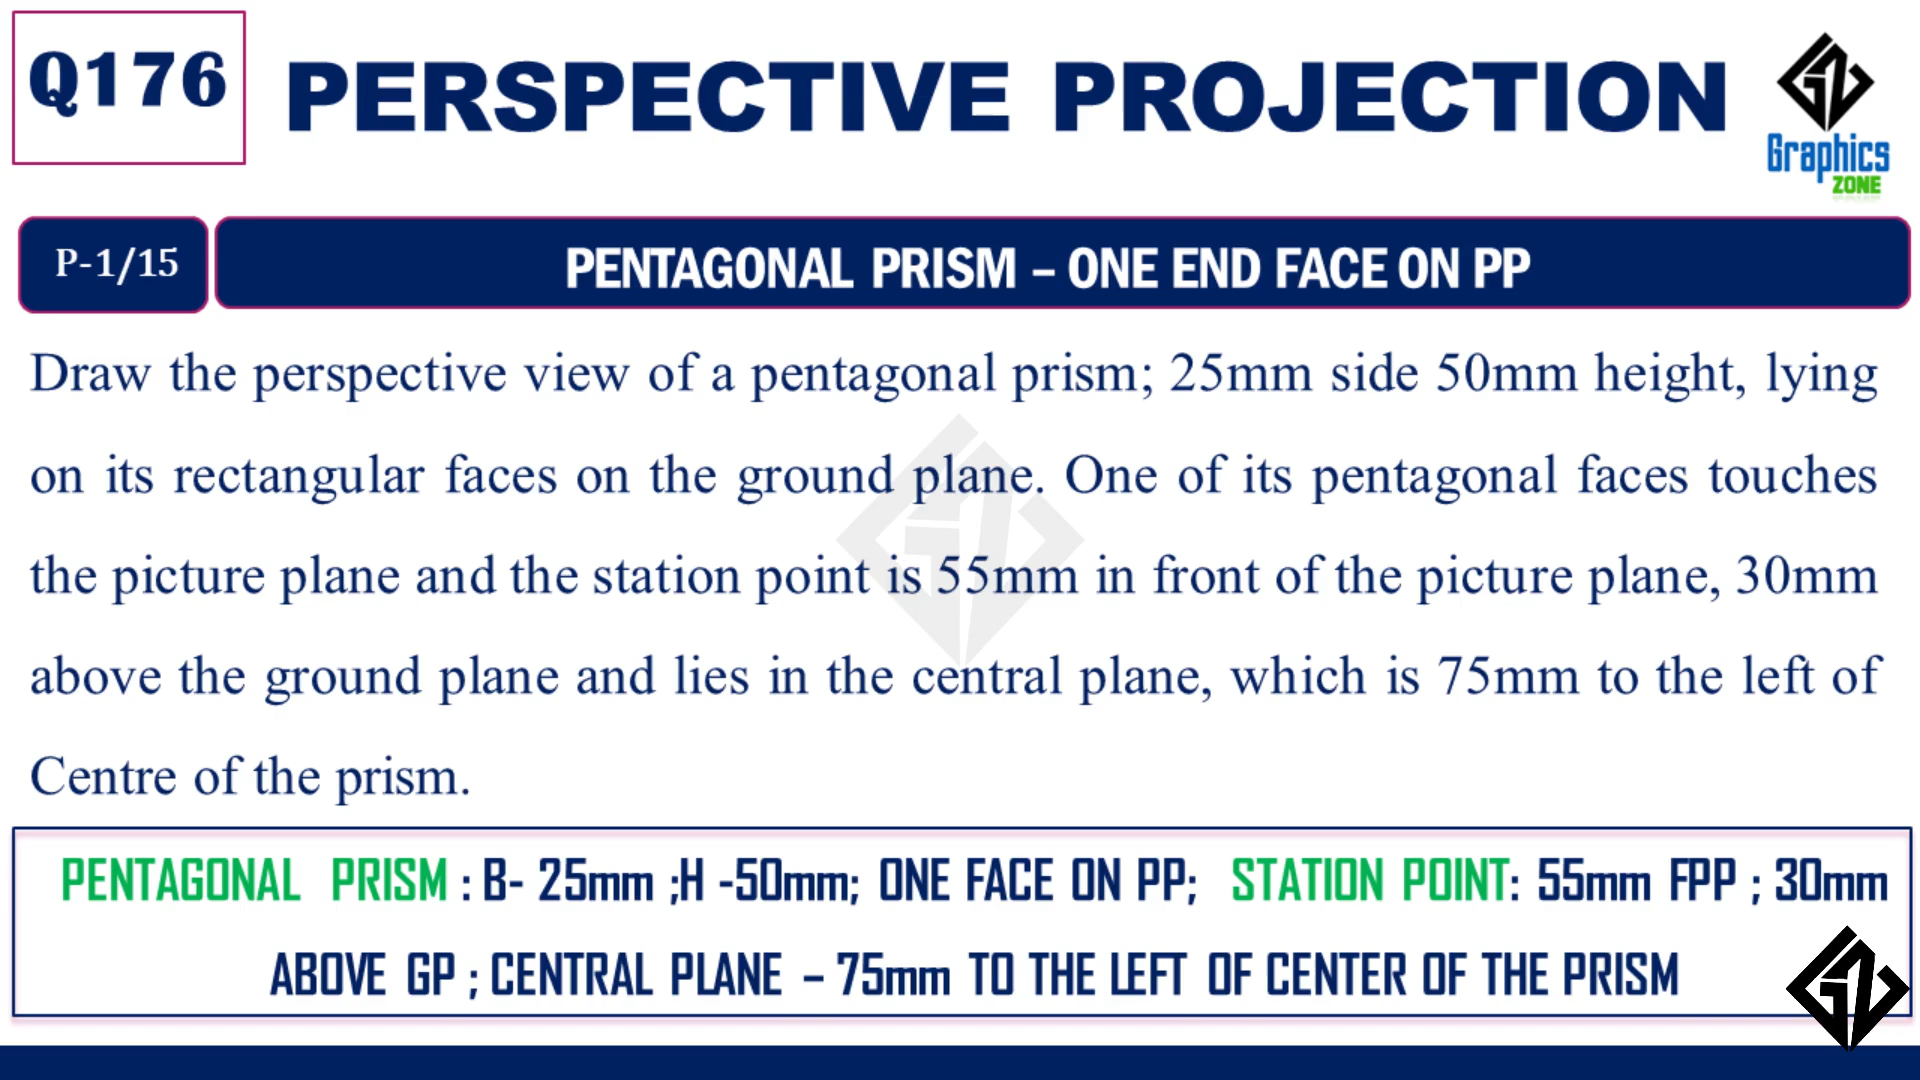 Q176
PERSPECTIVE PROJECTION
Graphics
ZONE
P-1/15
PENTAGONAL PRISM – ONE END FACE ON PP
Draw the perspective view of a pentagonal prism; 25mm side 50mm height, lying
on its rectangular faces on the ground plane. One of its pentagonal faces touches
the picture plane and the station point is 55mm in front of the picture plane, 30mm
above the ground plane and lies in the central plane, which is 75mm to the left of
Centre of the prism.
PENTAGONAL PRISM : B- 25mm ;H -50mm; ONE FACE ON PP; STATION POINT: 55mm FPP ; 30mm
ABOVE GP ; CENTRAL PLANE – 75mm TO THE LEFT OF CENTER OF THE PRISM